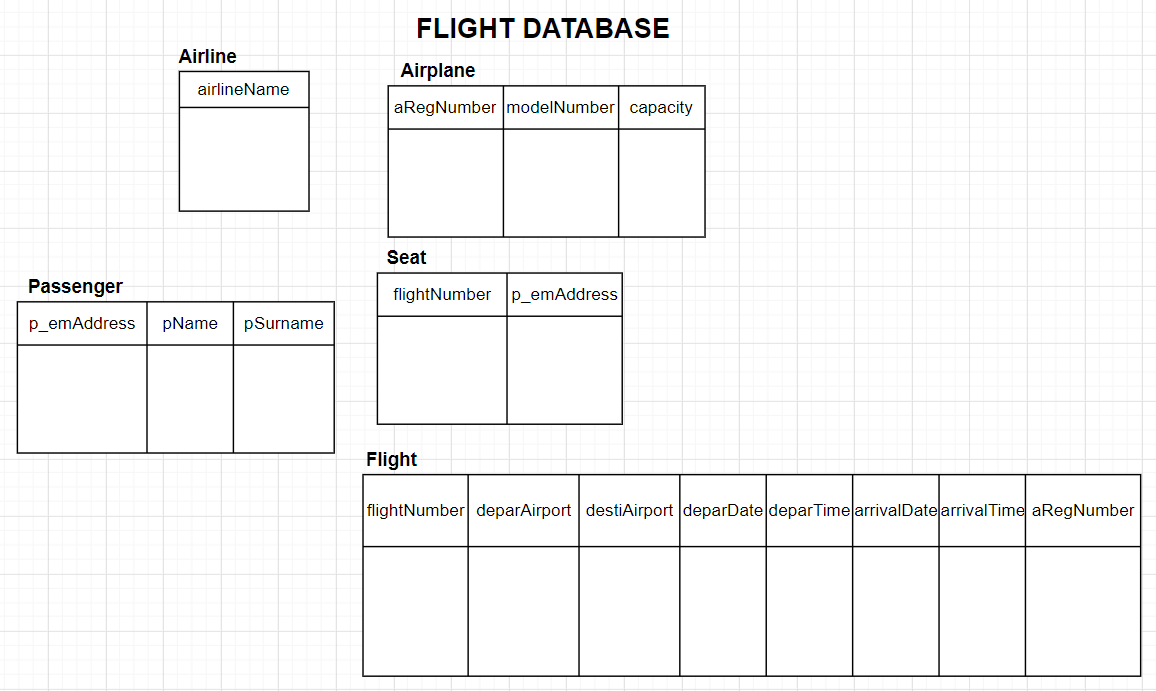 FLIGHT DATABASE
Airline
airlineName
Airplane
aRegNumber modelNumber capacity
Seat
flightNumber p_emAddress
Passenger
p_emAddress pName pSurname
Flight
flightNumber deparAirport destiAirport deparDate deparTime arrivalDate arrivalTime aRegNumber